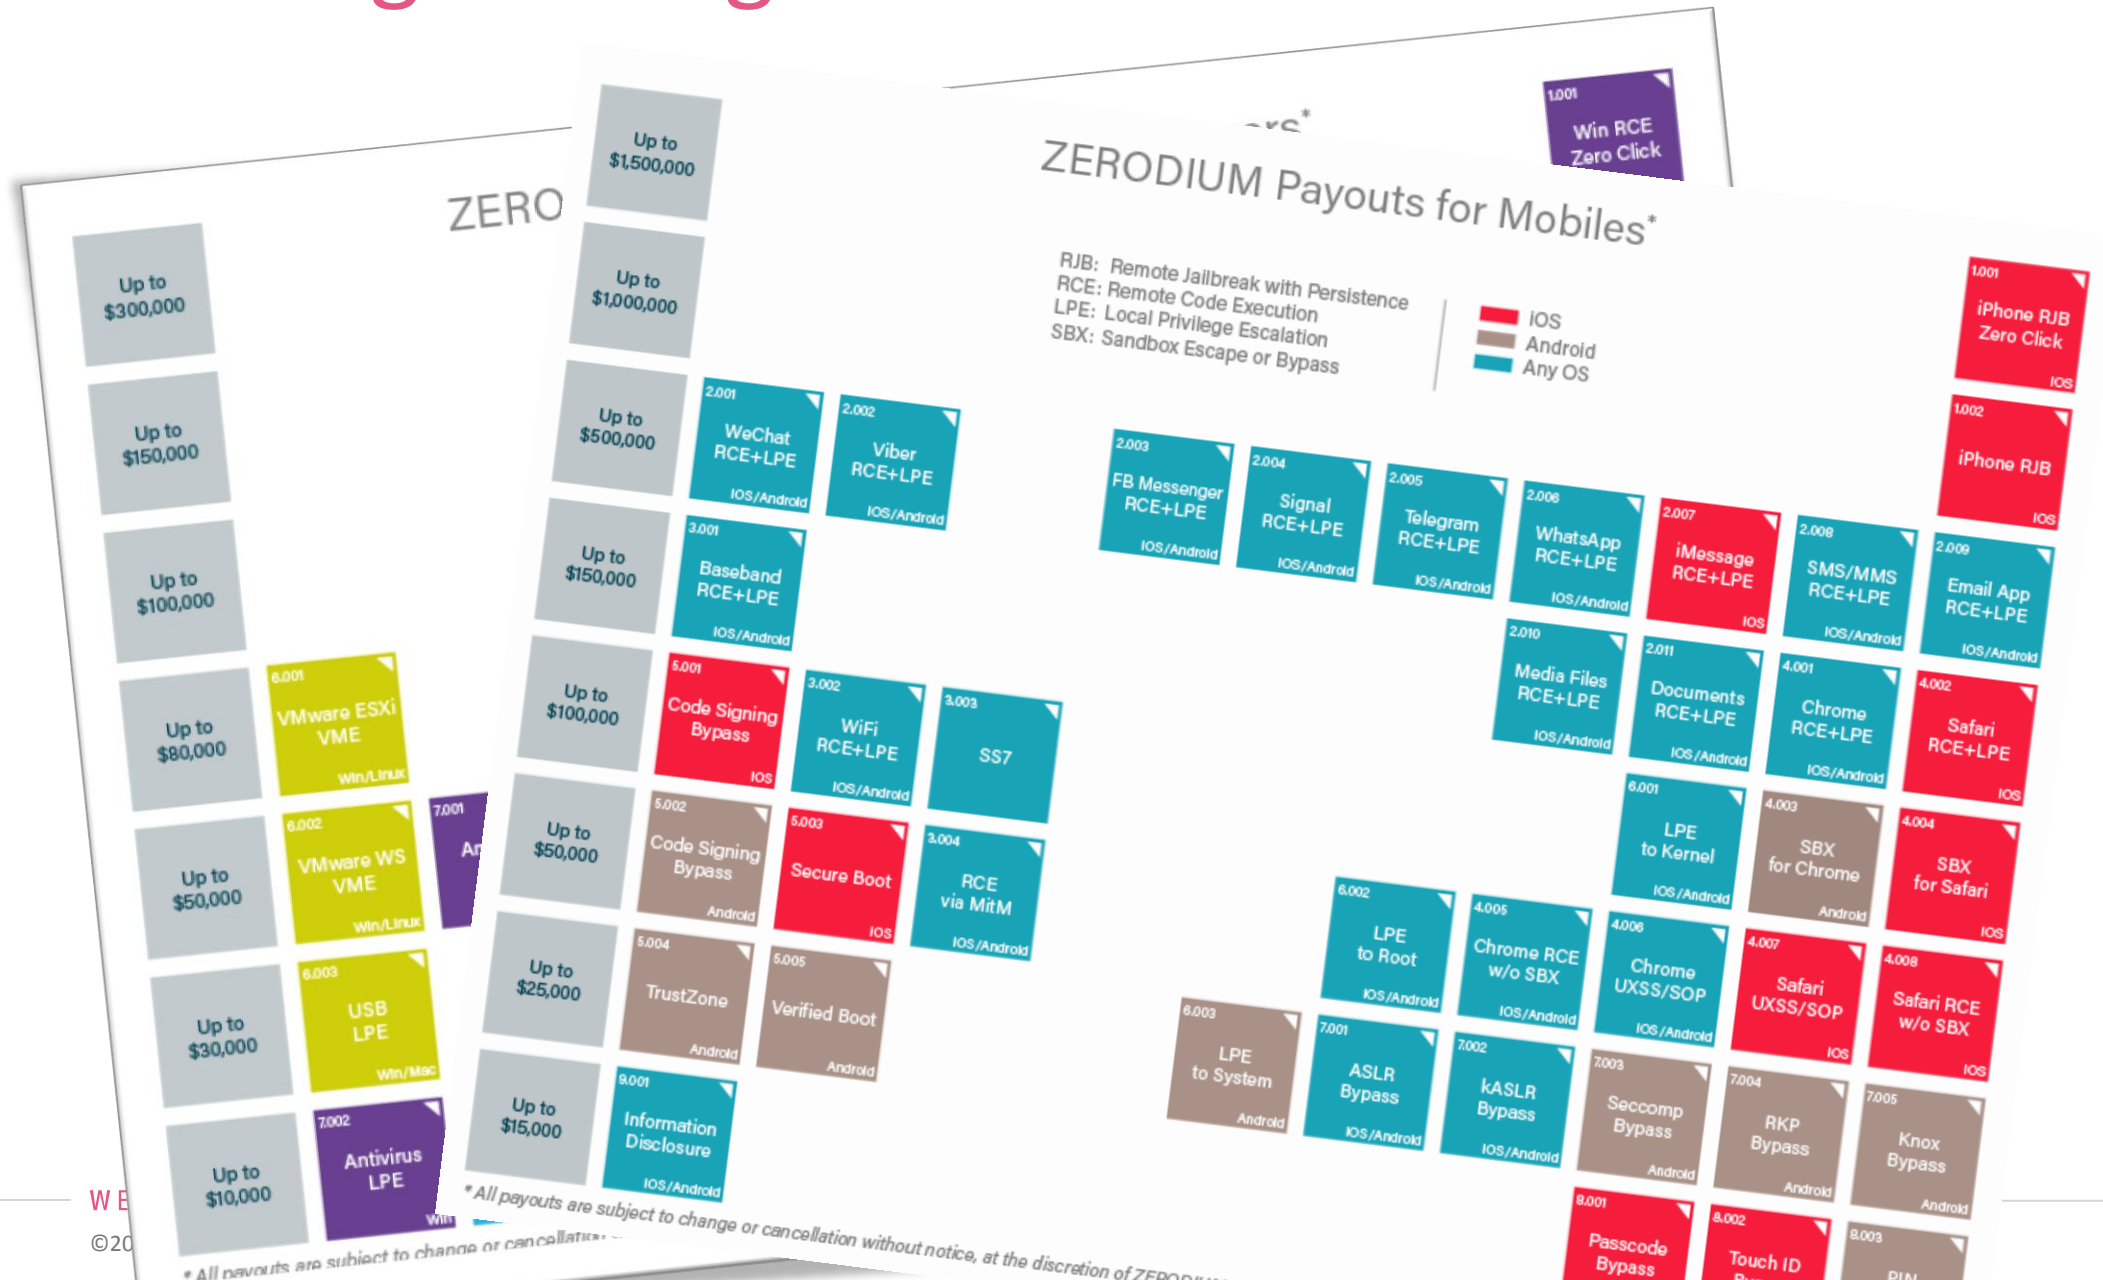 1.001
Win RCE
Zero Click
Up to
$300,000
Up to
$150,000
Up to
$100,000
Up to
$80,000
Up to
$50,000
Up to
$30,000
Up to
$10,000
6.001
VMware ESXi
VME
Win/Linux
6.002
VMware WS
VME
Win/Linux
7.001
6.003
USB
LPE
Win/Mac
7.002
Antivirus
LPE
Win
* All payouts are subject to change or cancellation
ZERODIUM Payouts for Mobiles*
RJB: Remote Jailbreak with Persistence
RCE: Remote Code Execution
LPE: Local Privilege Escalation
SBX: Sandbox Escape or Bypass
iOS
Android
Any OS
Up to
$1,500,000
1.001
iPhone RJB
Zero Click
iOS
Up to
$1,000,000
1.002
iPhone RJB
iOS
Up to
$500,000
2.001
WeChat
RCE+LPE
iOS/Android
2.002
Viber
RCE+LPE
iOS/Android
2.003
FB Messenger
RCE+LPE
iOS/Android
2.004
Signal
RCE+LPE
iOS/Android
2.005
Telegram
RCE+LPE
iOS/Android
2.006
WhatsApp
RCE+LPE
iOS/Android
2.007
iMessage
RCE+LPE
iOS
2.008
SMS/MMS
RCE+LPE
iOS/Android
2.009
Email App
RCE+LPE
iOS/Android
Up to
$150,000
3.001
Baseband
RCE+LPE
iOS/Android
2.010
Media Files
RCE+LPE
iOS/Android
2.011
Documents
RCE+LPE
iOS/Android
4.001
Chrome
RCE+LPE
iOS/Android
4.002
Safari
RCE+LPE
iOS
Up to
$100,000
5.001
Code Signing
Bypass
iOS
3.002
WiFi
RCE+LPE
iOS/Android
3.003
SS7
6.001
LPE
to Kernel
iOS/Android
4.003
SBX
for Chrome
Android
4.004
SBX
for Safari
iOS
Up to
$50,000
5.002
Code Signing
Bypass
Android
5.003
Secure Boot
iOS
3.004
RCE
via MitM
iOS/Android
6.002
LPE
to Root
iOS/Android
4.005
Chrome RCE
w/o SBX
iOS/Android
4.006
Chrome
UXSS/SOP
iOS/Android
4.007
Safari
UXSS/SOP
iOS
4.008
Safari RCE
w/o SBX
iOS
Up to
$25,000
5.004
TrustZone
Android
5.005
Verified Boot
Android
6.003
LPE
to System
Android
7.001
ASLR
Bypass
iOS/Android
7.002
kASLR
Bypass
iOS/Android
7.003
Seccomp
Bypass
Android
7.004
RKP
Bypass
Android
7.005
Knox
Bypass
Android
Up to
$15,000
9.001
Information
Disclosure
iOS/Android
8.001
Passcode
Bypass
8.002
Touch ID
8.003
PIN
* All payouts are subject to change or cancellation without notice, at the discretion of ZERODIUM